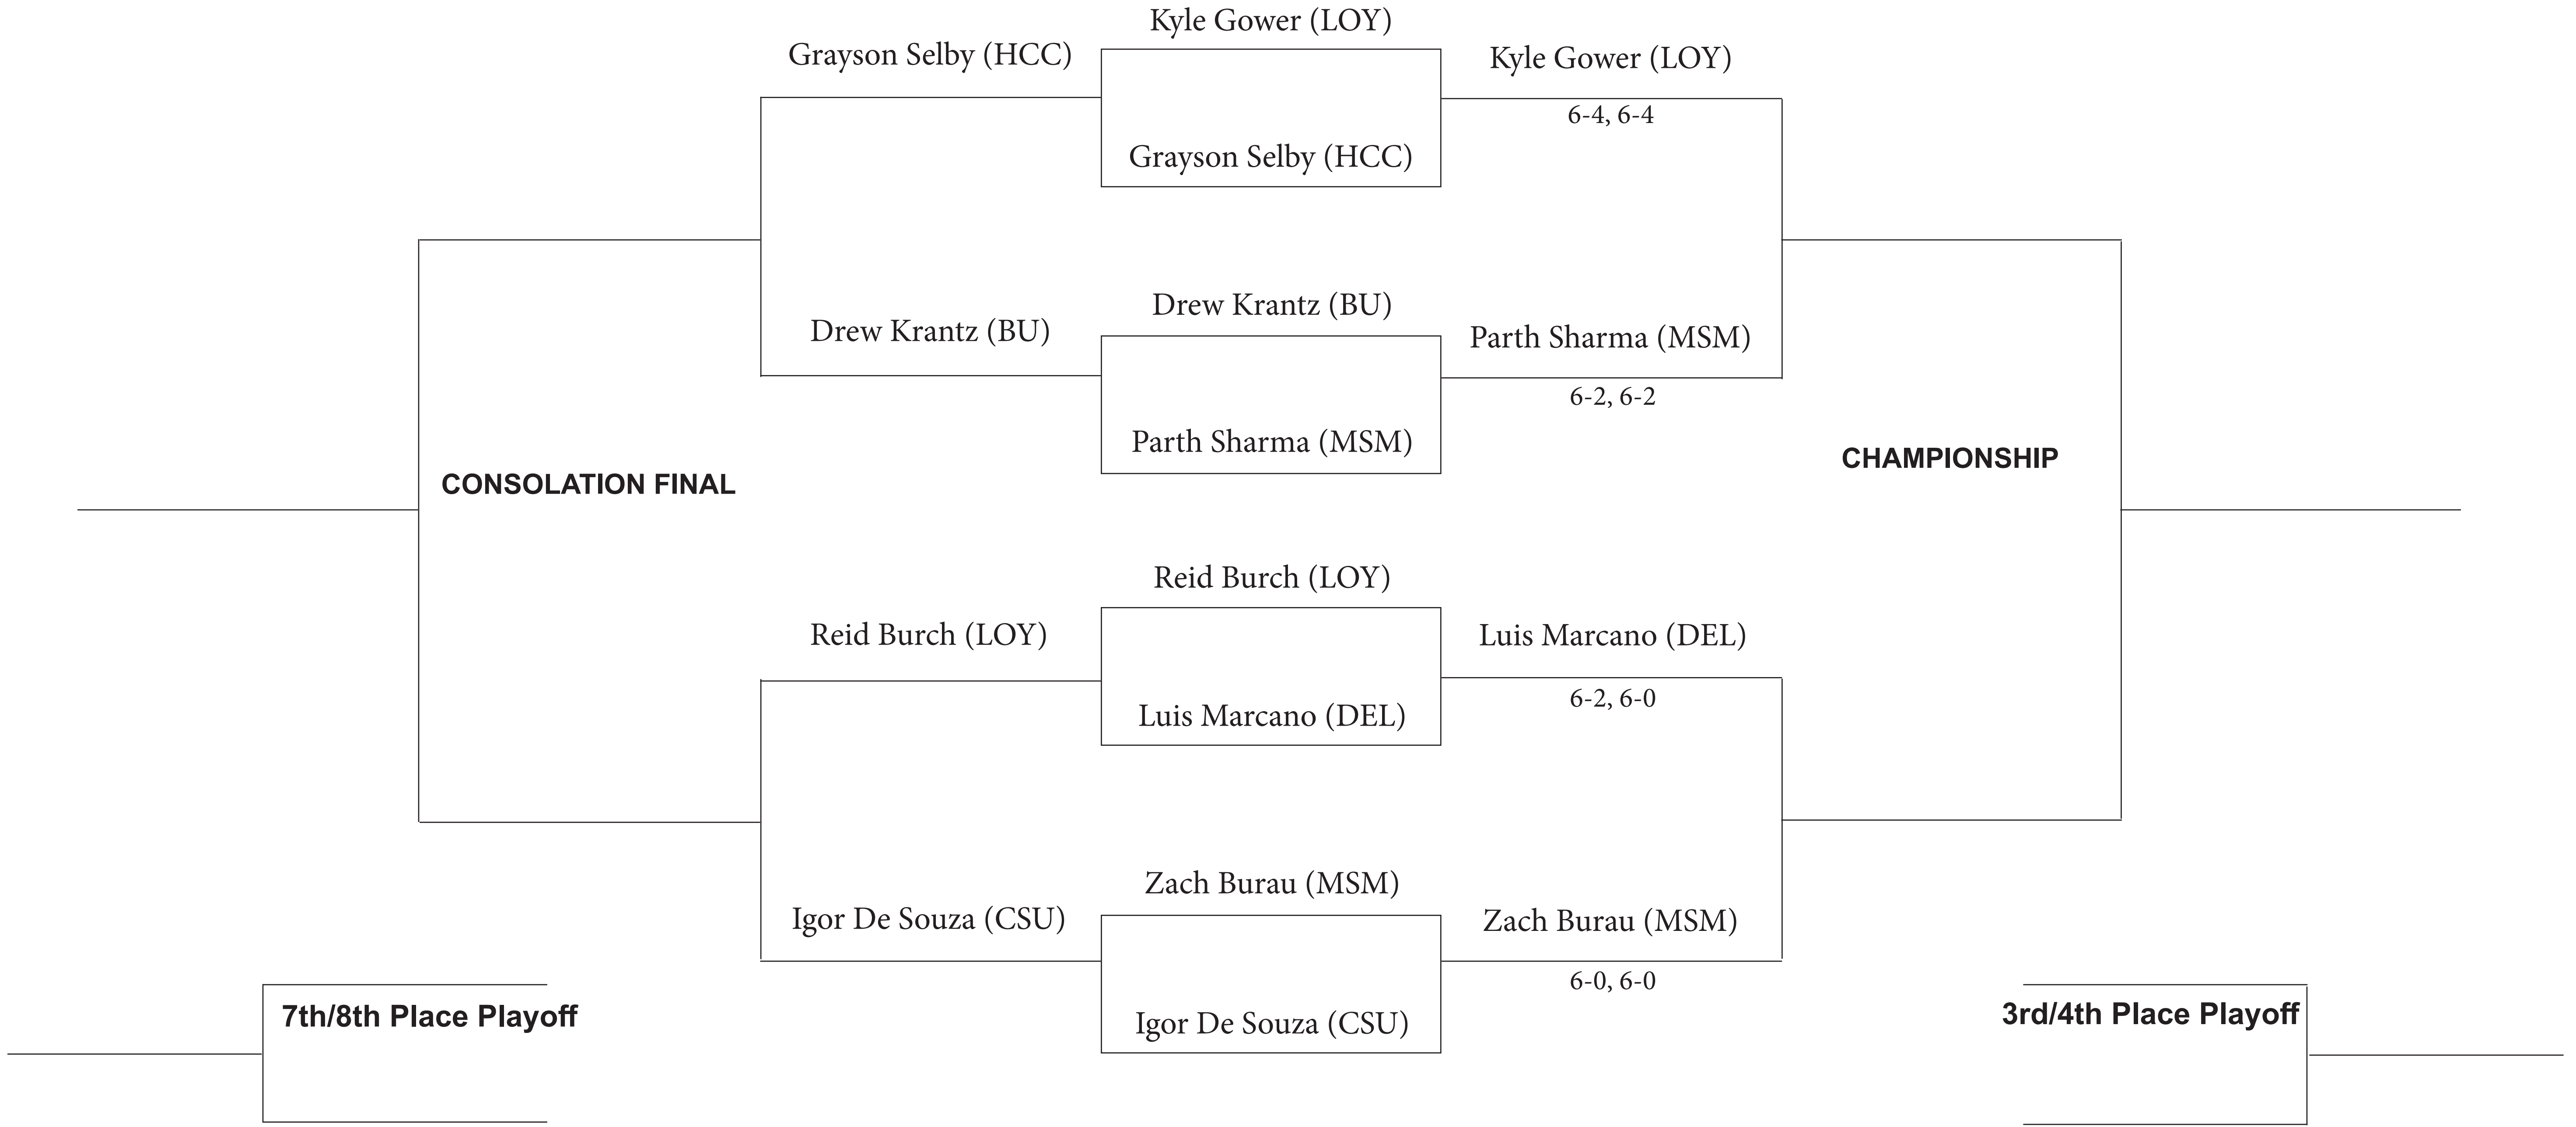 Kyle Gower (LOY)
Grayson Selby (HCC)
Kyle Gower (LOY)
6-4, 6-4
Grayson Selby (HCC)
Drew Krantz (BU)
Drew Krantz (BU)
Parth Sharma (MSM)
6-2, 6-2
Parth Sharma (MSM)
CHAMPIONSHIP
CONSOLATION FINAL
Reid Burch (LOY)
Reid Burch (LOY)
Luis Marcano (DEL)
6-2, 6-0
Luis Marcano (DEL)
Zach Burau (MSM)
Igor De Souza (CSU)
Zach Burau (MSM)
6-0, 6-0
Igor De Souza (CSU)
7th/8th Place Playoff
3rd/4th Place Playoff